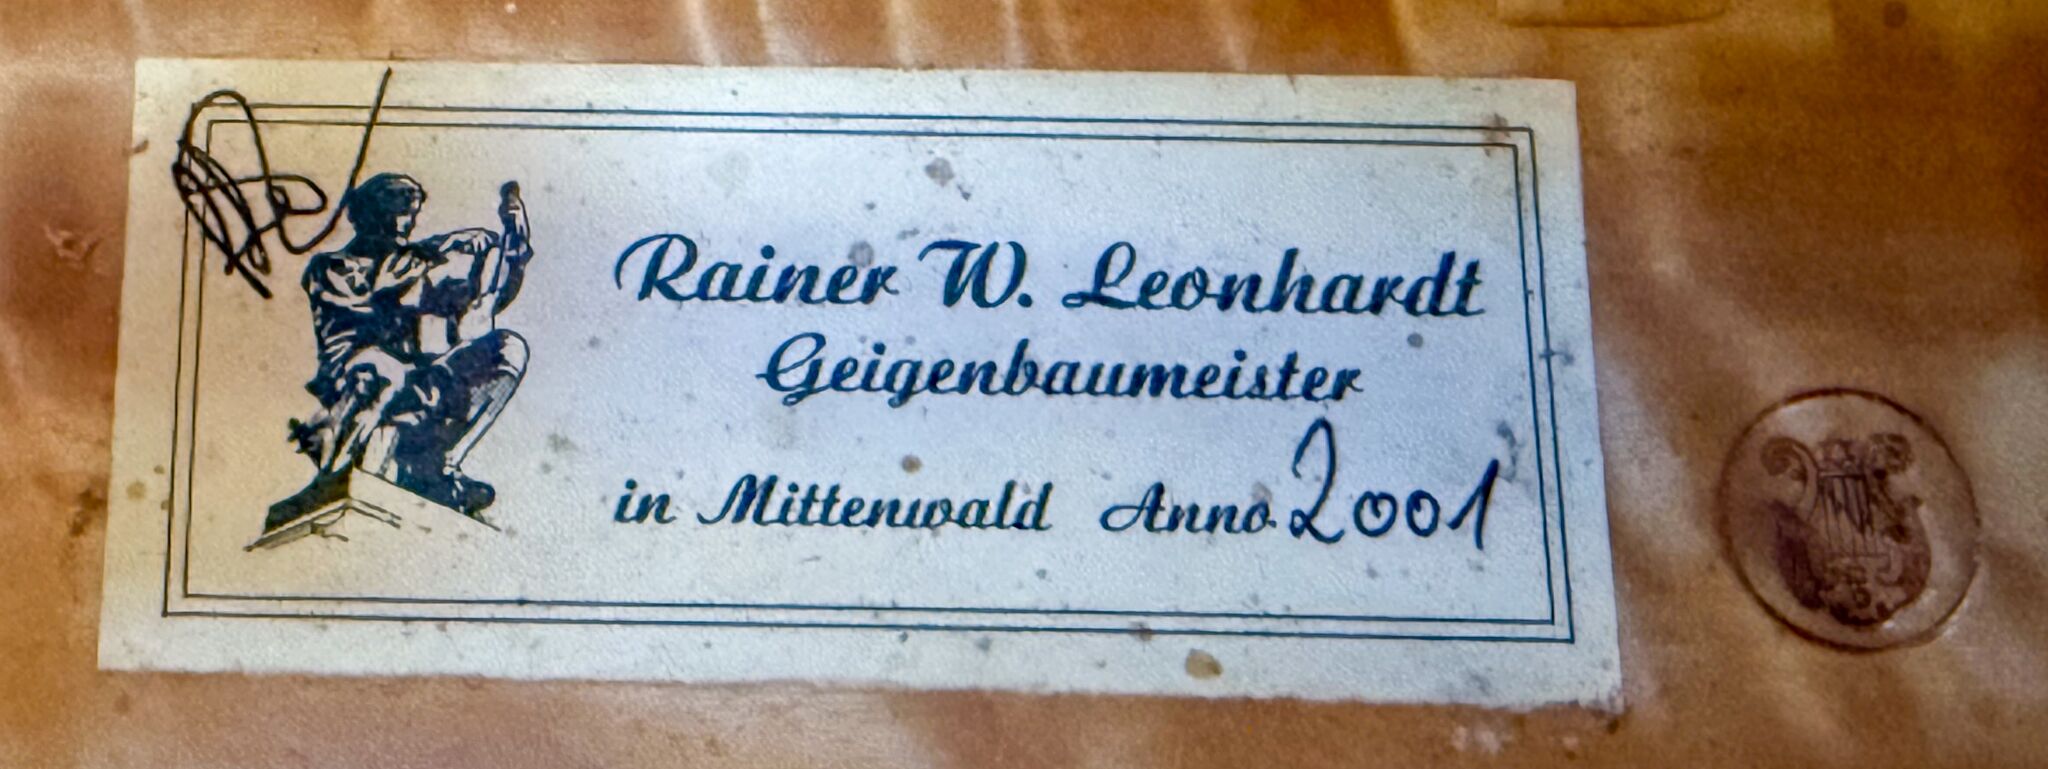 Rainer W. Leonhardt
Geigenbaumeister
in Mittenwald Anno 2001